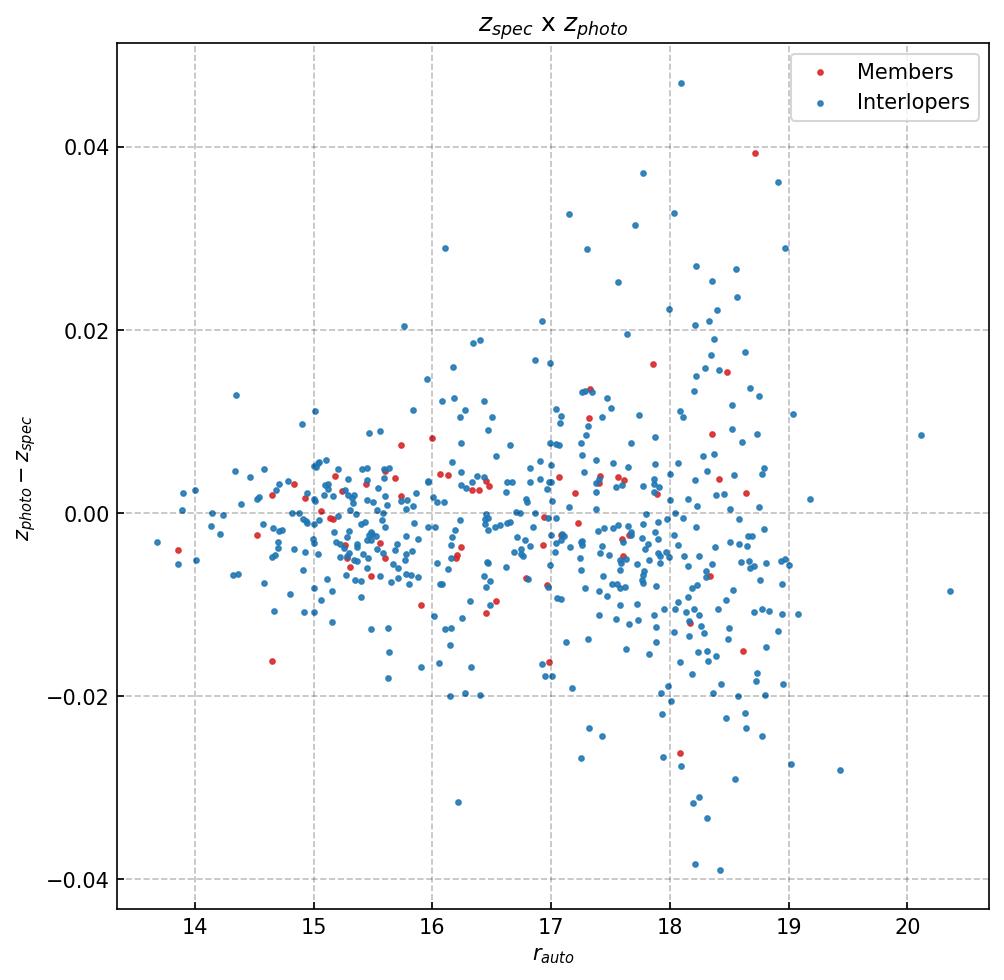 z_spec x z_photo
Members
Interlopers
0.04
0.02
0.00
−0.02
−0.04
z_photo − z_spec
14 15 16 17 18 19 20
r_auto